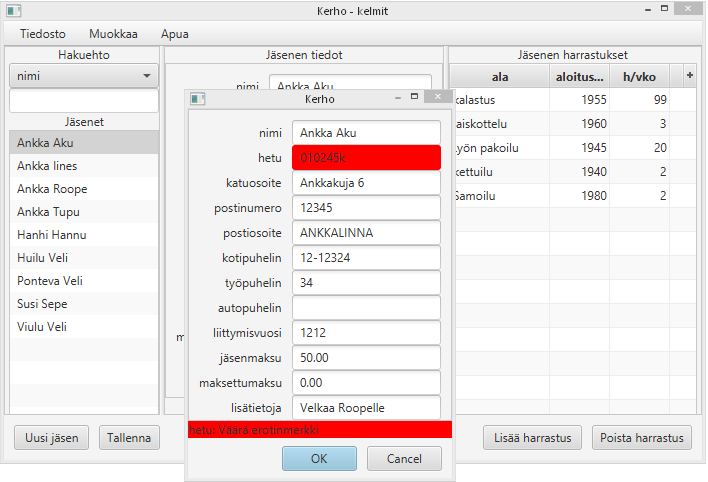 Kerho - kelmit
Tiedosto Muokkaa Apua
Hakuehto
nimi
Jäsenet
Ankka Aku
Ankka Iines
Ankka Roope
Ankka Tupu
Hanhi Hannu
Huilu Veli
Ponteva Veli
Susi Sepe
Viulu Veli
Uusi jäsen Tallenna
Jäsenen tiedot
nimi Ankka Aku
Kerho
nimi Ankka Aku
hetu 010245k
katuosoite Ankkakuja 6
postinumero 12345
postiosoite ANKKALINNA
kotipuhelin 12-12324
työpuhelin 34
autopuhelin
liittymisvuosi 1212
jäsenmaksu 50.00
maksettumaksu 0.00
lisätietoja Velkaa Roopelle
hetu: Väärä erotinmerkki
OK Cancel
Jäsenen harrastukset
ala aloitus... h/vko +
kalastus 1955 99
laiskottelu 1960 3
työn pakoilu 1945 20
kettuilu 1940 2
Samoilu 1980 2
Lisää harrastus Poista harrastus